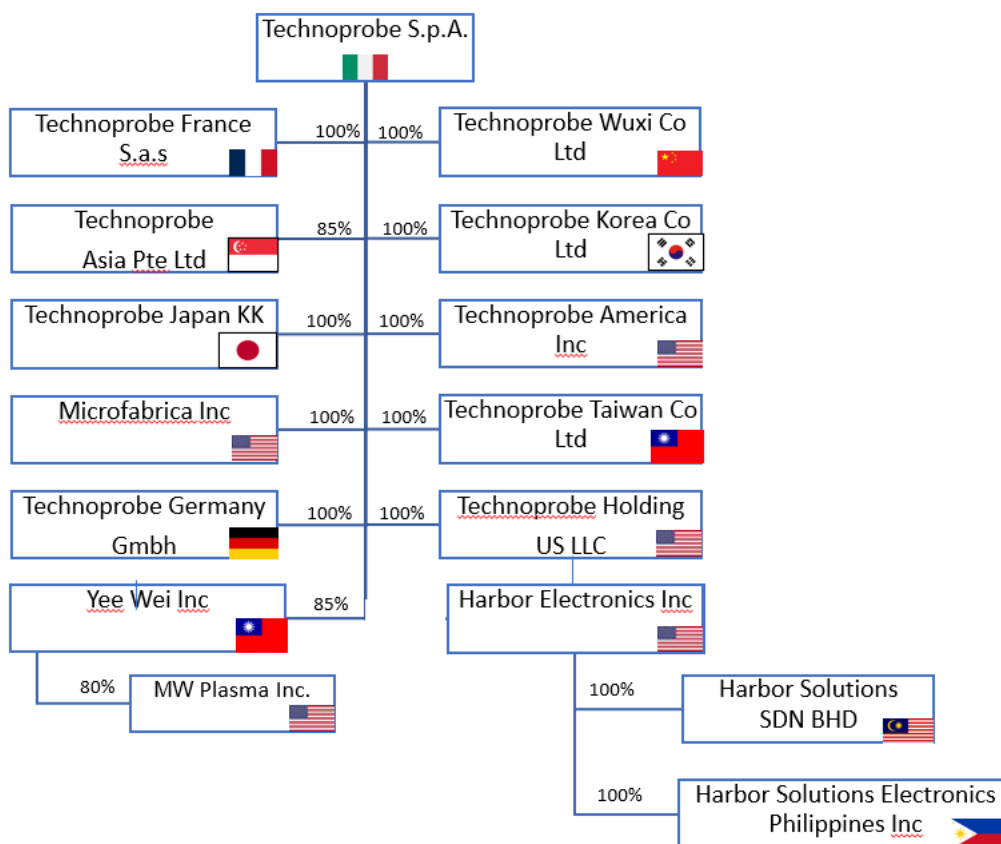 Technoprobe S.p.A.
Technoprobe France
S.a.s
100%
100%
Technoprobe Wuxi Co
Ltd
Technoprobe
Asia Pte Ltd
85%
100%
Technoprobe Korea Co
Ltd
Technoprobe Japan KK
100%
100%
Technoprobe America
Inc
Microfabrica Inc
100%
100%
Technoprobe Taiwan Co
Ltd
Technoprobe Germany
Gmbh
100%
100%
Technoprobe Holding
US LLC
Yee Wei Inc
85%
Harbor Electronics Inc
80%
MW Plasma Inc.
100%
Harbor Solutions
SDN BHD
100%
Harbor Solutions Electronics
Philippines Inc